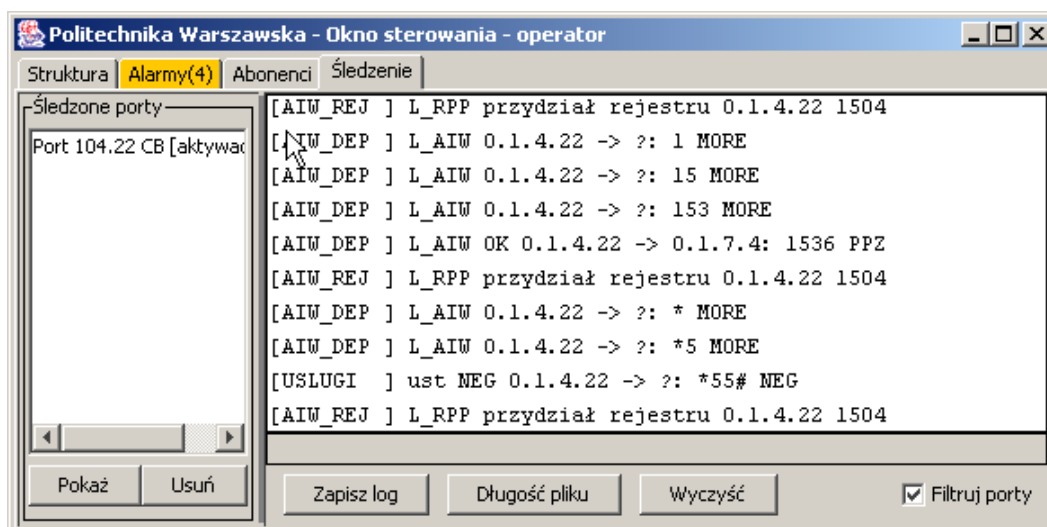 Politechnika Warszawska - Okno sterowania - operator
Struktura Alarmy(4) Abonenci Śledzenie
Śledzone porty
Port 104.22 CB [aktywac
[AIW_REJ ] L_RPP przydział rejestru 0.1.4.22 1504
[AIW_DEP ] L_AIW 0.1.4.22 -> ?: 1 MORE
[AIW_DEP ] L_AIW 0.1.4.22 -> ?: 15 MORE
[AIW_DEP ] L_AIW 0.1.4.22 -> ?: 153 MORE
[AIW_DEP ] L_AIW OK 0.1.4.22 -> 0.1.7.4: 1536 PPZ
[AIW_REJ ] L_RPP przydział rejestru 0.1.4.22 1504
[AIW_DEP ] L_AIW 0.1.4.22 -> ?: * MORE
[AIW_DEP ] L_AIW 0.1.4.22 -> ?: *5 MORE
[USLUGI  ] ust NEG 0.1.4.22 -> ?: *55# NEG
[AIW_REJ ] L_RPP przydział rejestru 0.1.4.22 1504
Pokaż Usuń
Zapisz log Długość pliku Wyczyść Filtruj porty